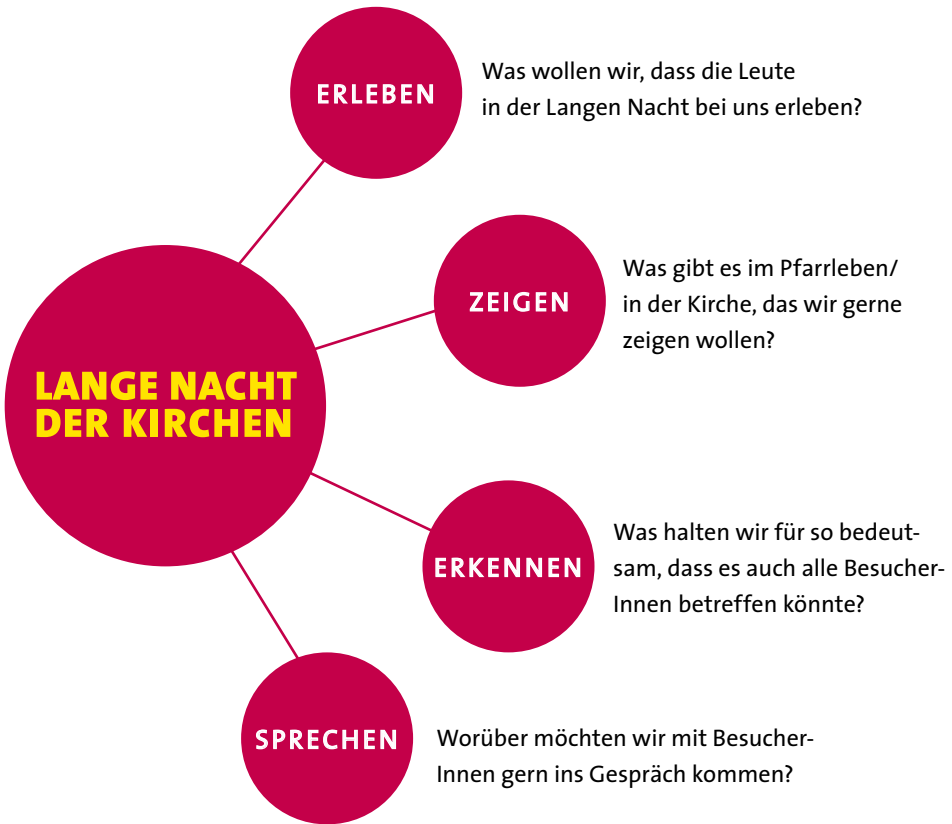 ERLEBEN
Was wollen wir, dass die Leute
in der Langen Nacht bei uns erleben?
ZEIGEN
Was gibt es im Pfarrleben/
in der Kirche, das wir gerne
zeigen wollen?
LANGE NACHT
DER KIRCHEN
ERKENNEN
Was halten wir für so bedeut-
sam, dass es auch alle Besucher-
Innen betreffen könnte?
SPRECHEN
Worüber möchten wir mit Besucher-
Innen gern ins Gespräch kommen?